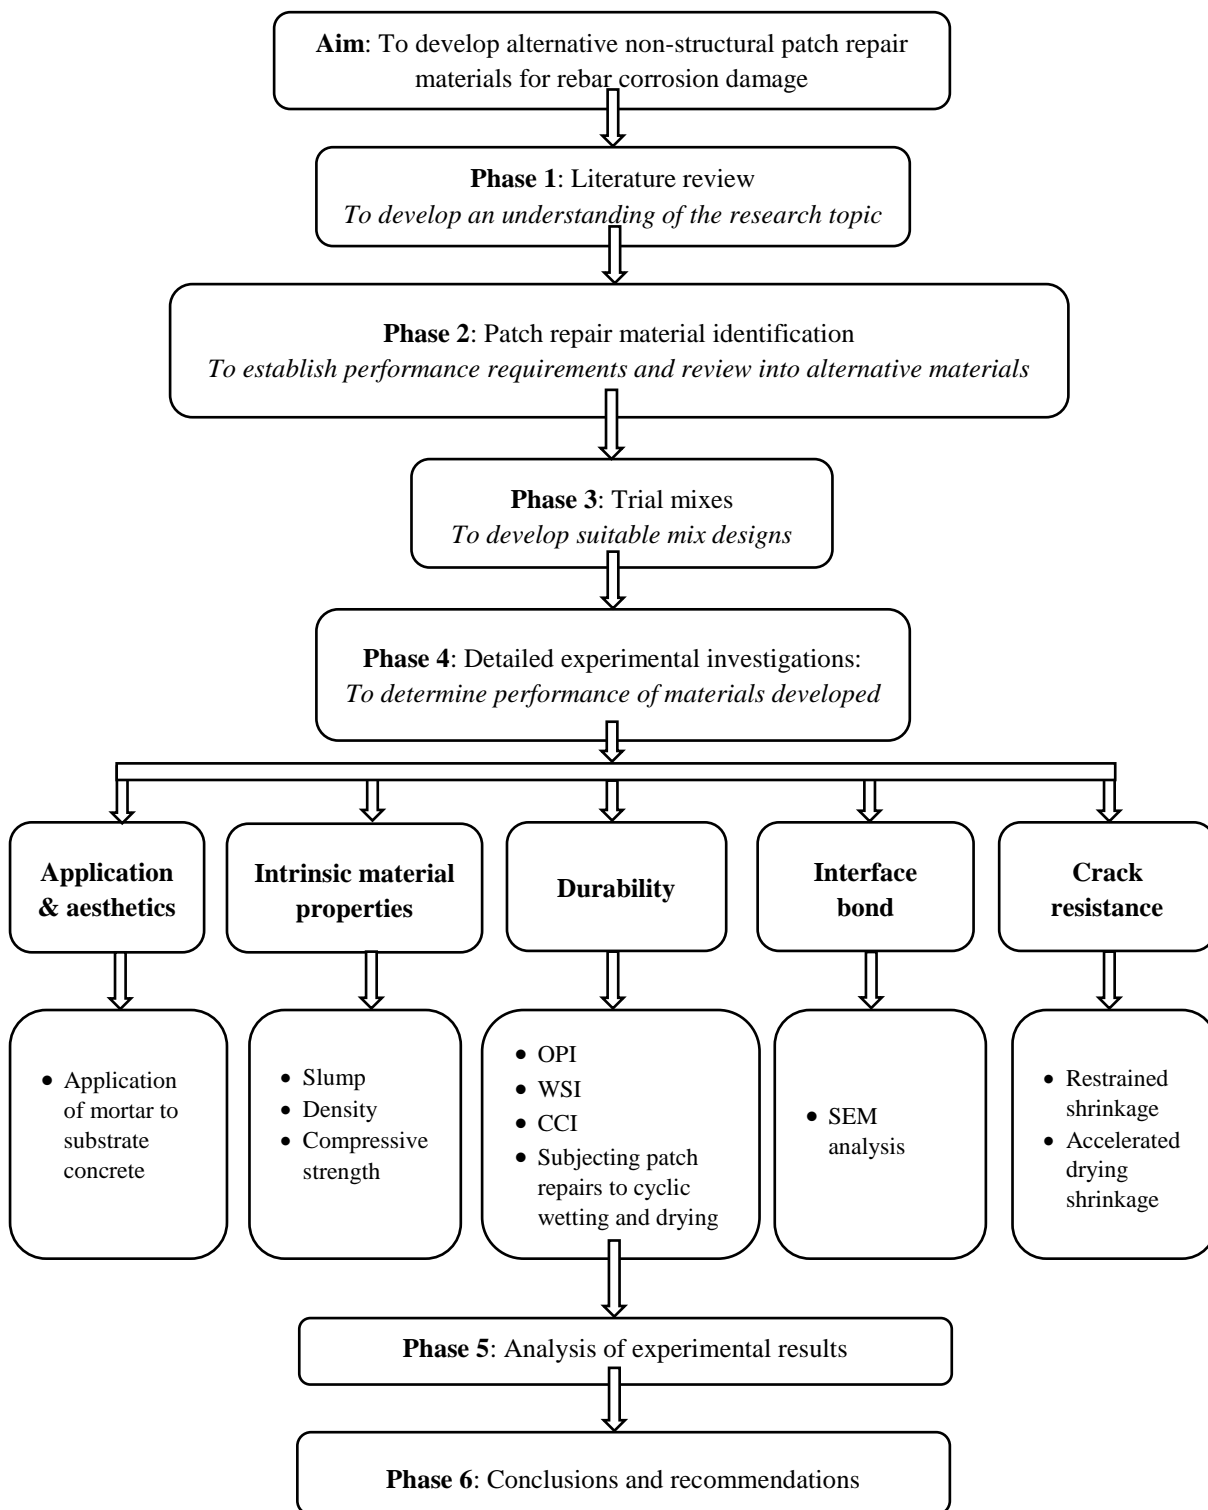 Aim: To develop alternative non-structural patch repair
materials for rebar corrosion damage
Phase 1: Literature review
To develop an understanding of the research topic
Phase 2: Patch repair material identification
To establish performance requirements and review into alternative materials
Phase 3: Trial mixes
To develop suitable mix designs
Phase 4: Detailed experimental investigations:
To determine performance of materials developed
Application
& aesthetics
Intrinsic material
properties
Durability
Interface
bond
Crack
resistance
• Application
of mortar to
substrate
concrete
• Slump
• Density
• Compressive
strength
• OPI
• WSI
• CCI
• Subjecting patch
repairs to cyclic
wetting and drying
• SEM
analysis
• Restrained
shrinkage
• Accelerated
drying
shrinkage
Phase 5: Analysis of experimental results
Phase 6: Conclusions and recommendations